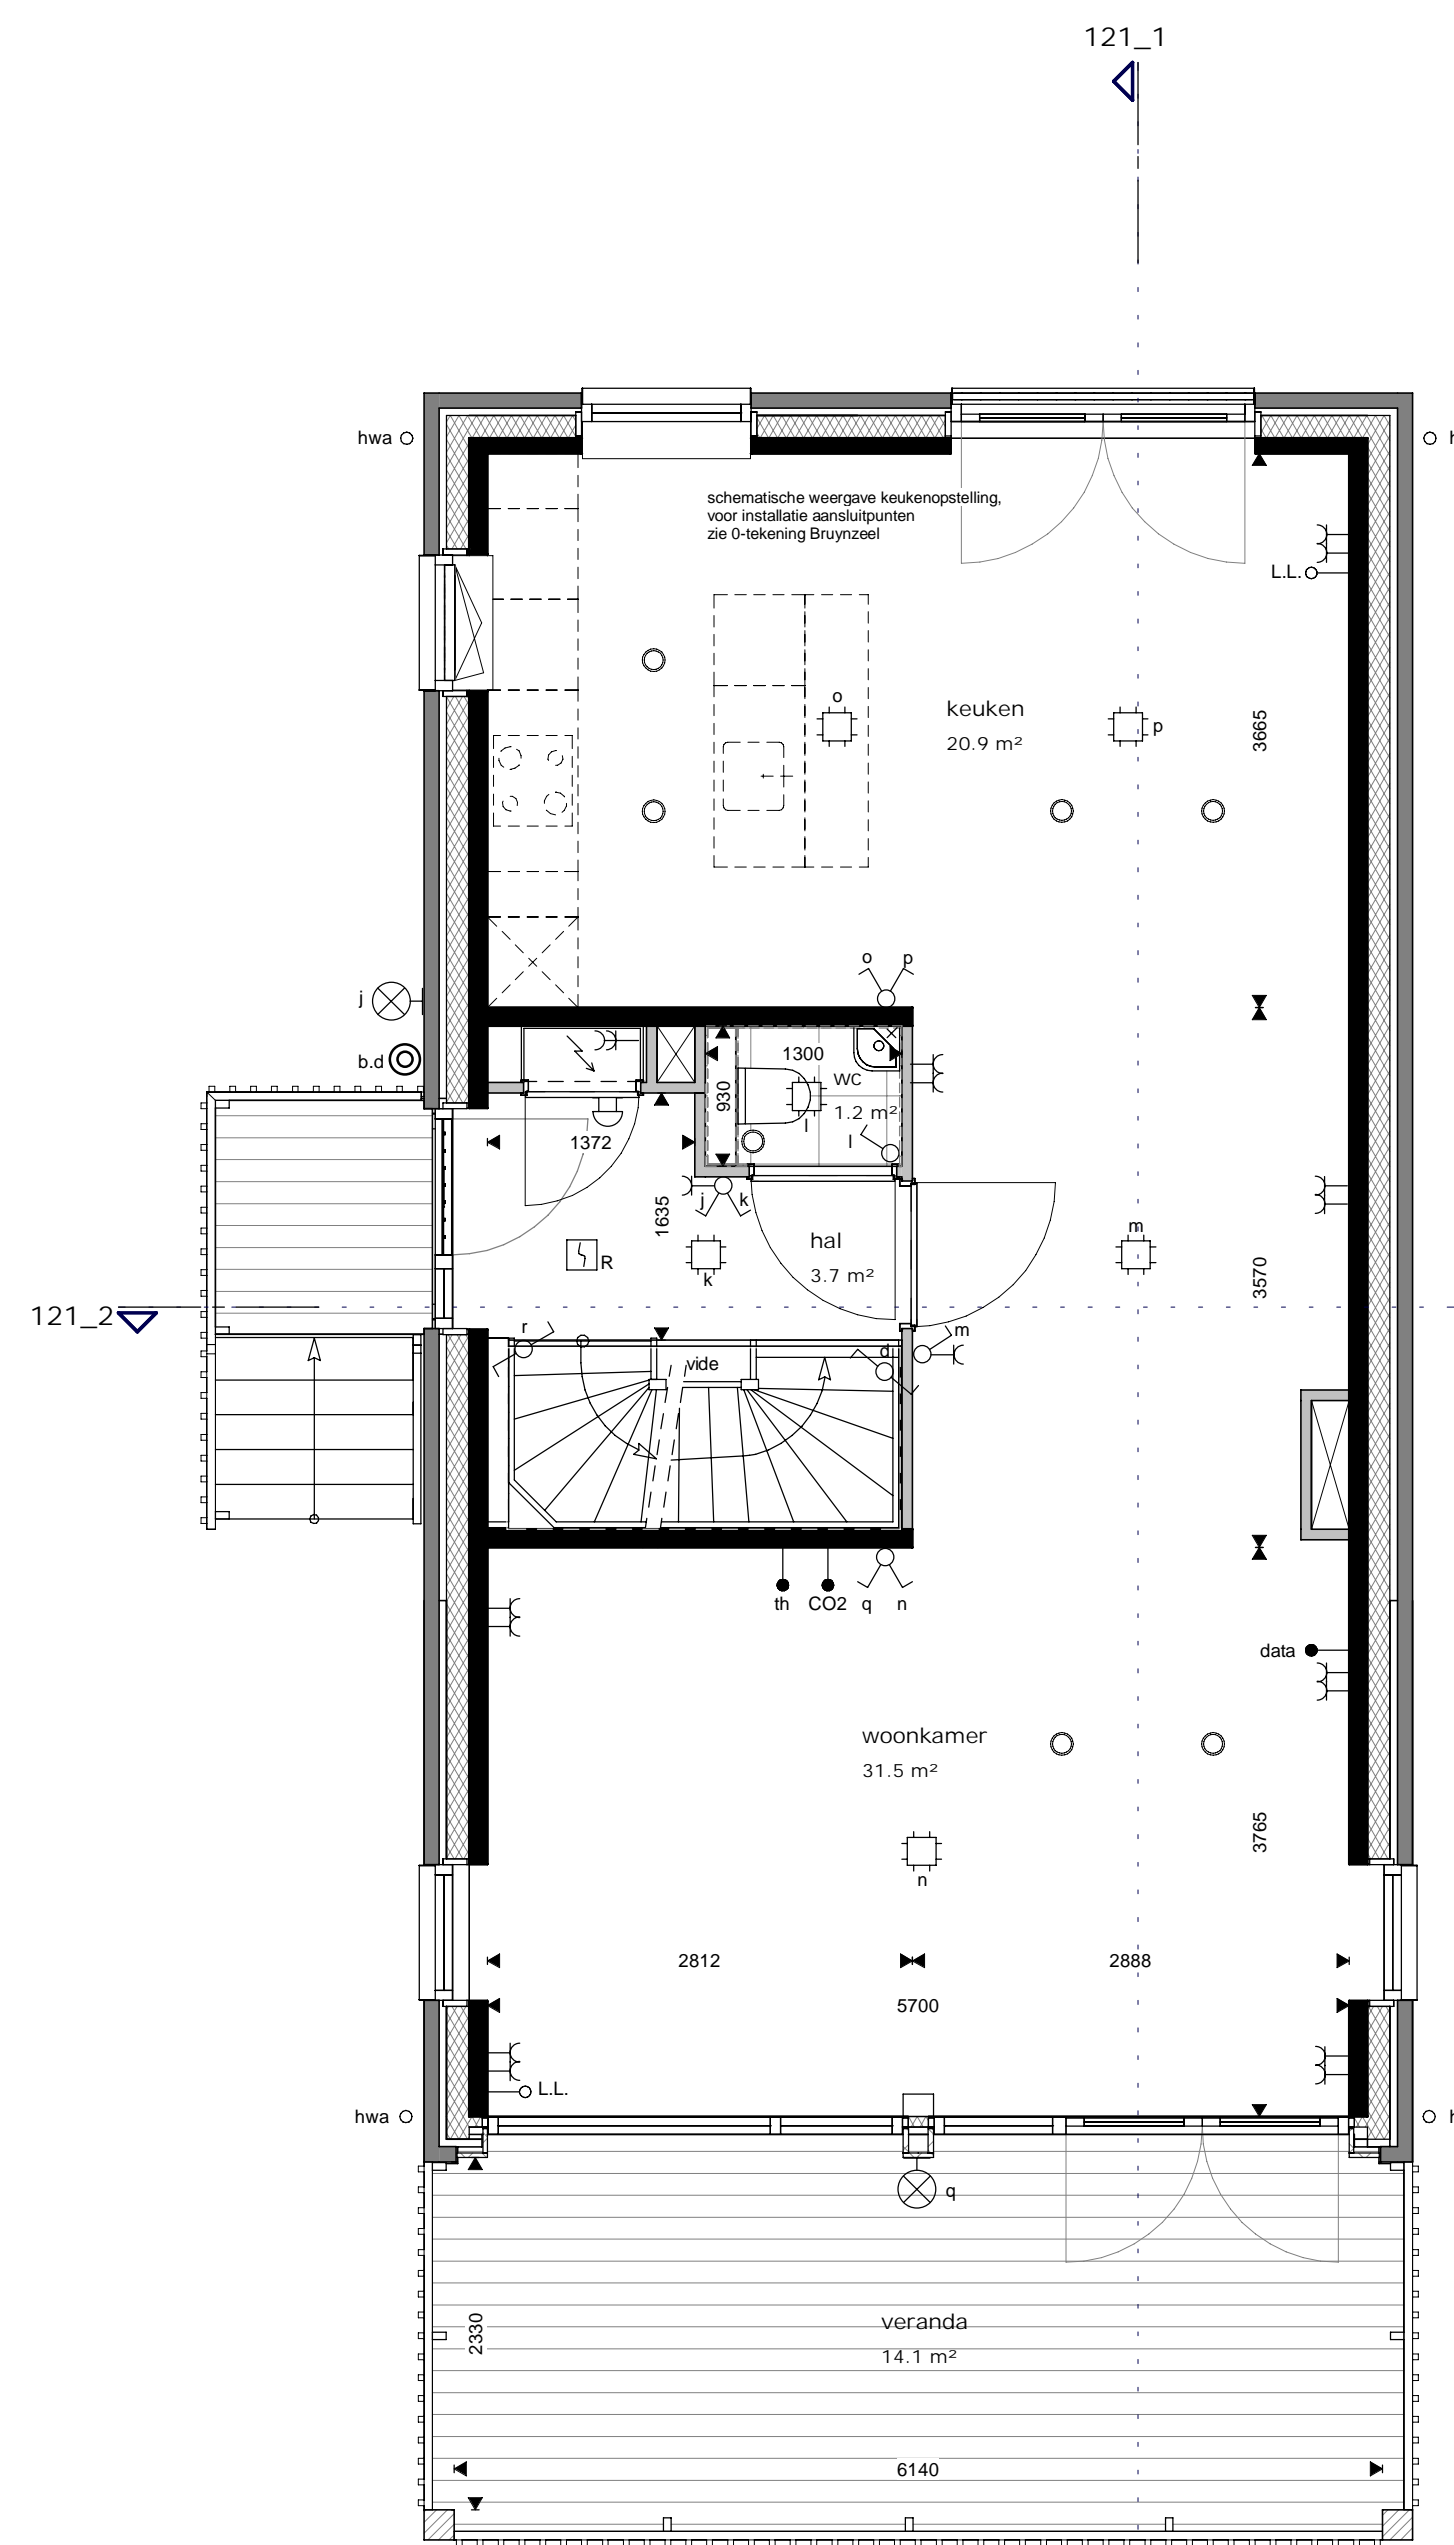 121_1
hwa
h
schematische weergave keukenopstelling,
voor installatie aansluitpunten
zie 0-tekening Bruynzeel
L.L.
o
keuken
20.9 m²
p
3665
o p
j
b.d
1300
wc
1.2 m²
930
l
l
1372
j k
1635
hal
3.7 m²
R
k
m
3570
121_2
r
vide
d
m
th CO2 q n
data
woonkamer
31.5 m²
3765
n
2812
2888
5700
L.L.
hwa
h
q
veranda
14.1 m²
2330
6140